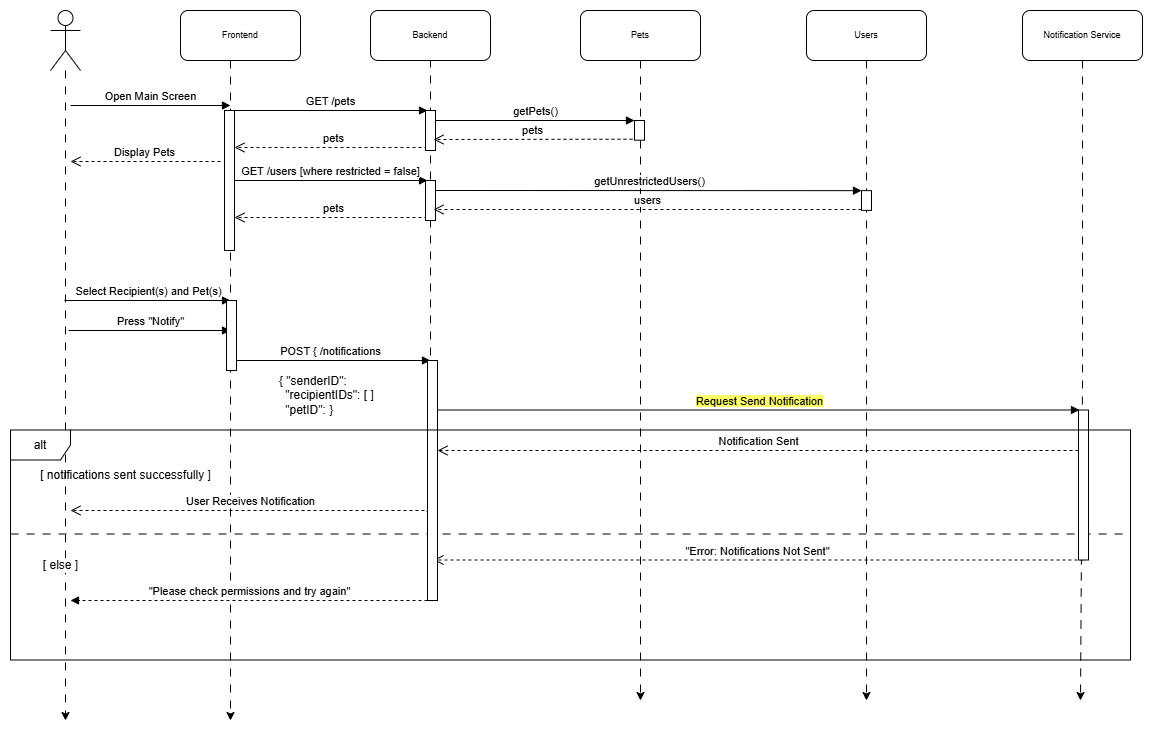 Frontend
Backend
Pets
Users
Notification Service
Open Main Screen
GET /pets
getPets()
pets
pets
Display Pets
GET /users [where restricted = false]
getUnrestrictedUsers()
users
pets
Select Recipient(s) and Pet(s)
Press "Notify"
POST { /notifications
{ "senderID":
"recipientIDs": [ ]
"petID": }
Request Send Notification
alt
Notification Sent
[ notifications sent successfully ]
User Receives Notification
"Error: Notifications Not Sent"
[ else ]
"Please check permissions and try again"